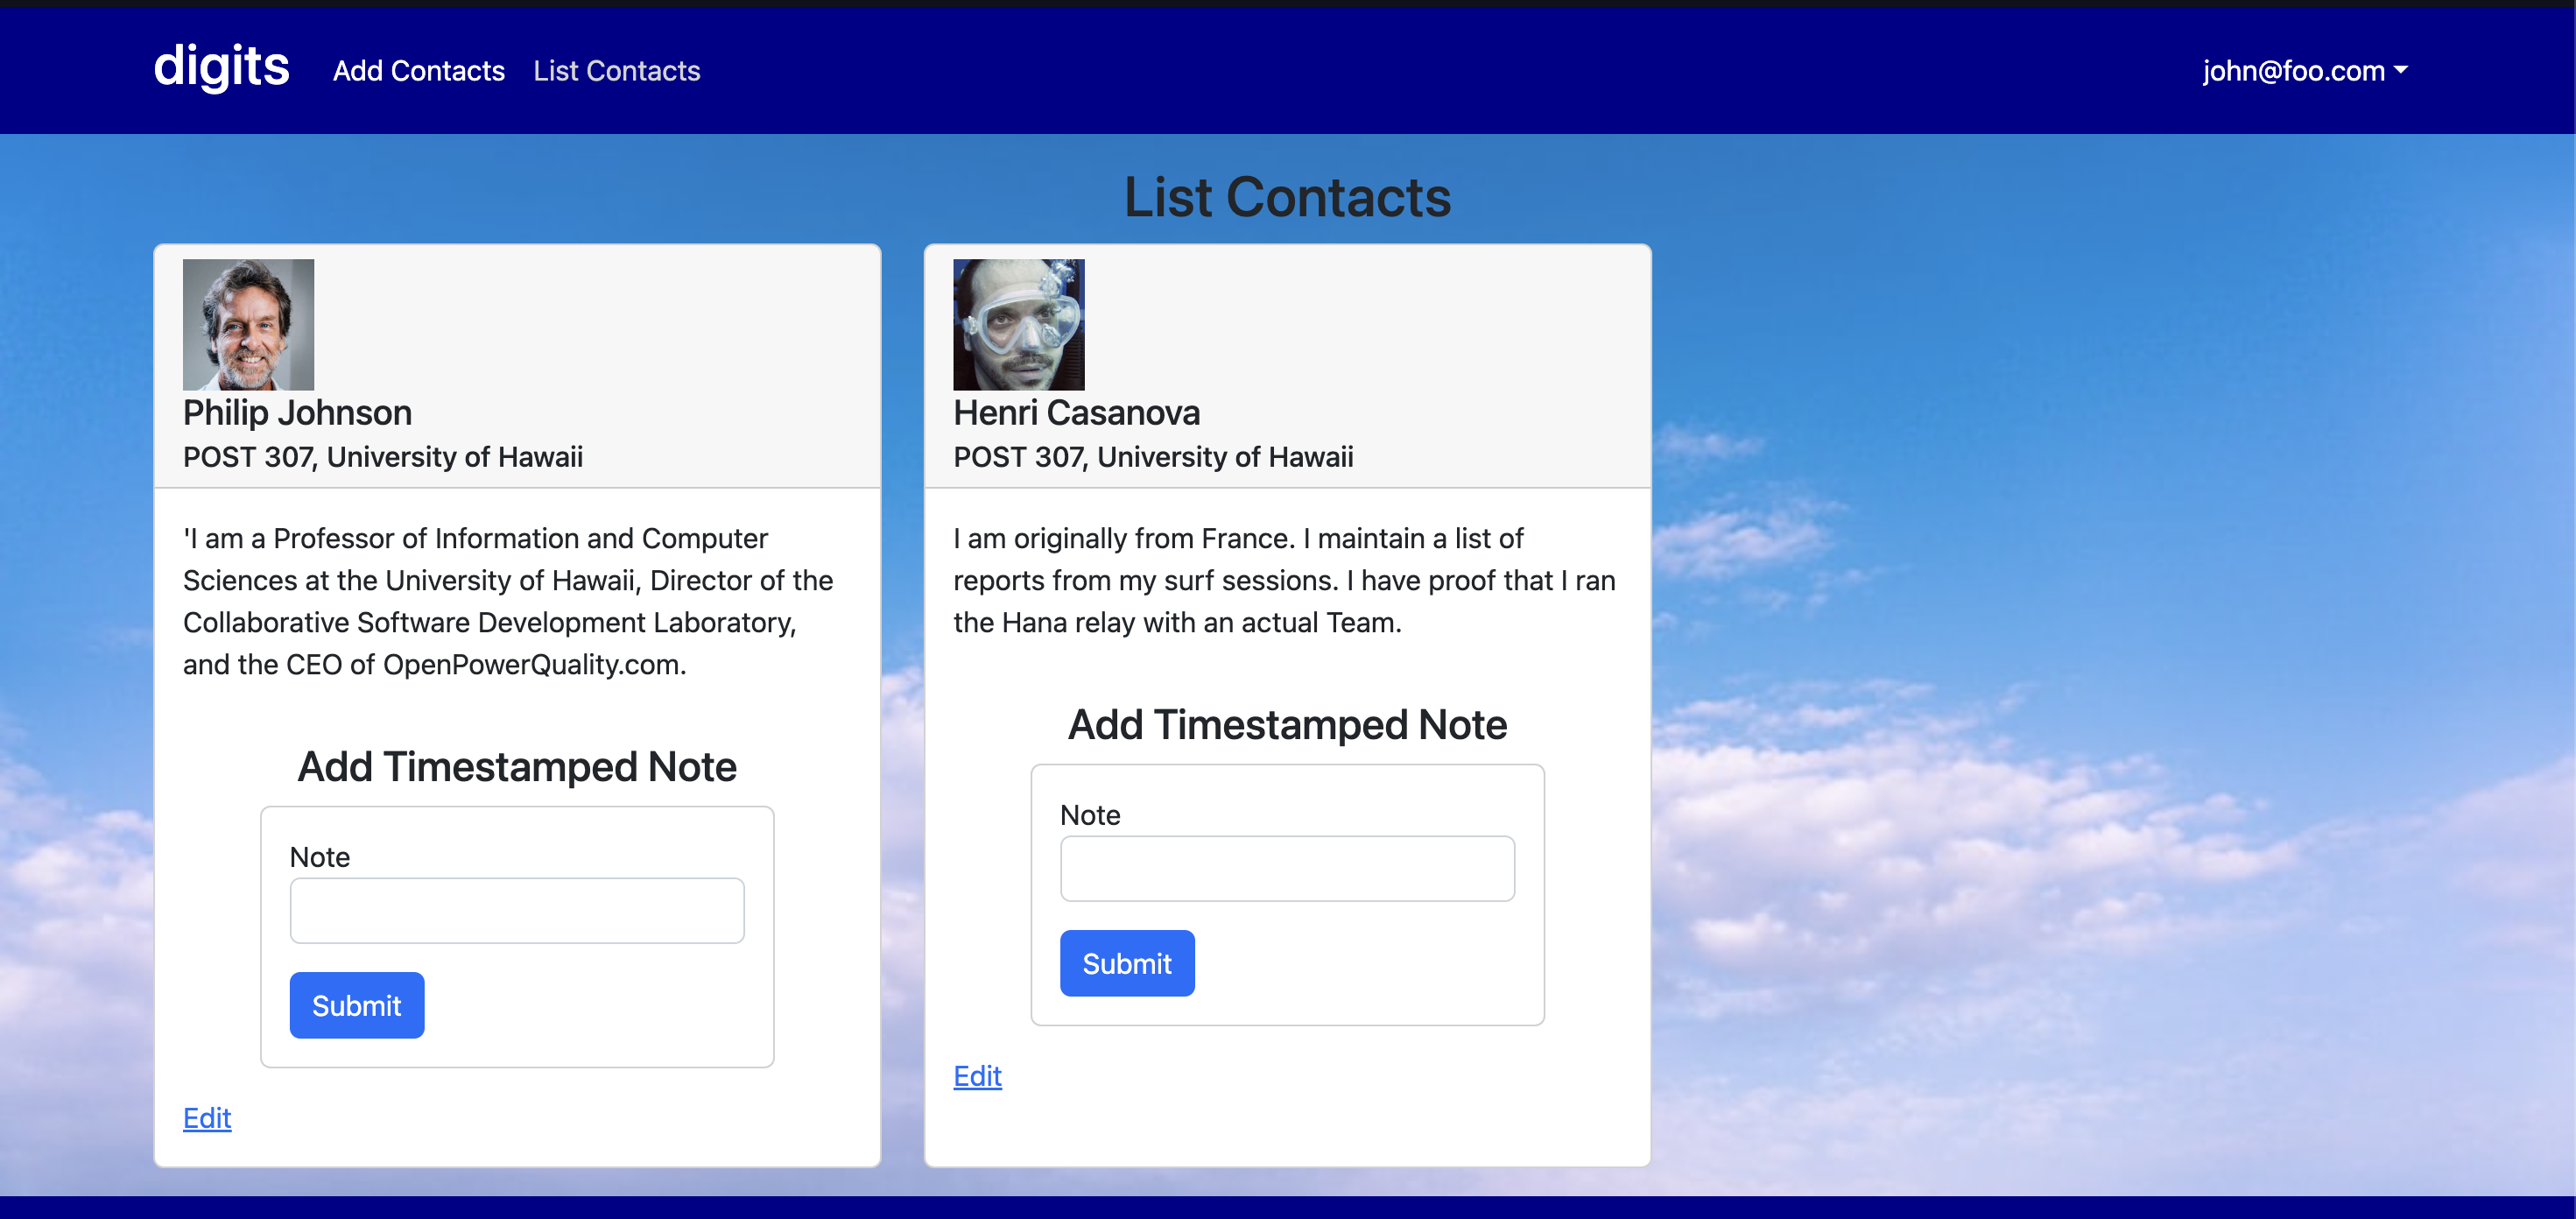 digits
Add Contacts
List Contacts
john@foo.com
List Contacts
Philip Johnson
POST 307, University of Hawaii
'I am a Professor of Information and Computer
Sciences at the University of Hawaii, Director of the
Collaborative Software Development Laboratory,
and the CEO of OpenPowerQuality.com.
Add Timestamped Note
Note
Submit
Edit
Henri Casanova
POST 307, University of Hawaii
I am originally from France. I maintain a list of
reports from my surf sessions. I have proof that I ran
the Hana relay with an actual Team.
Add Timestamped Note
Note
Submit
Edit